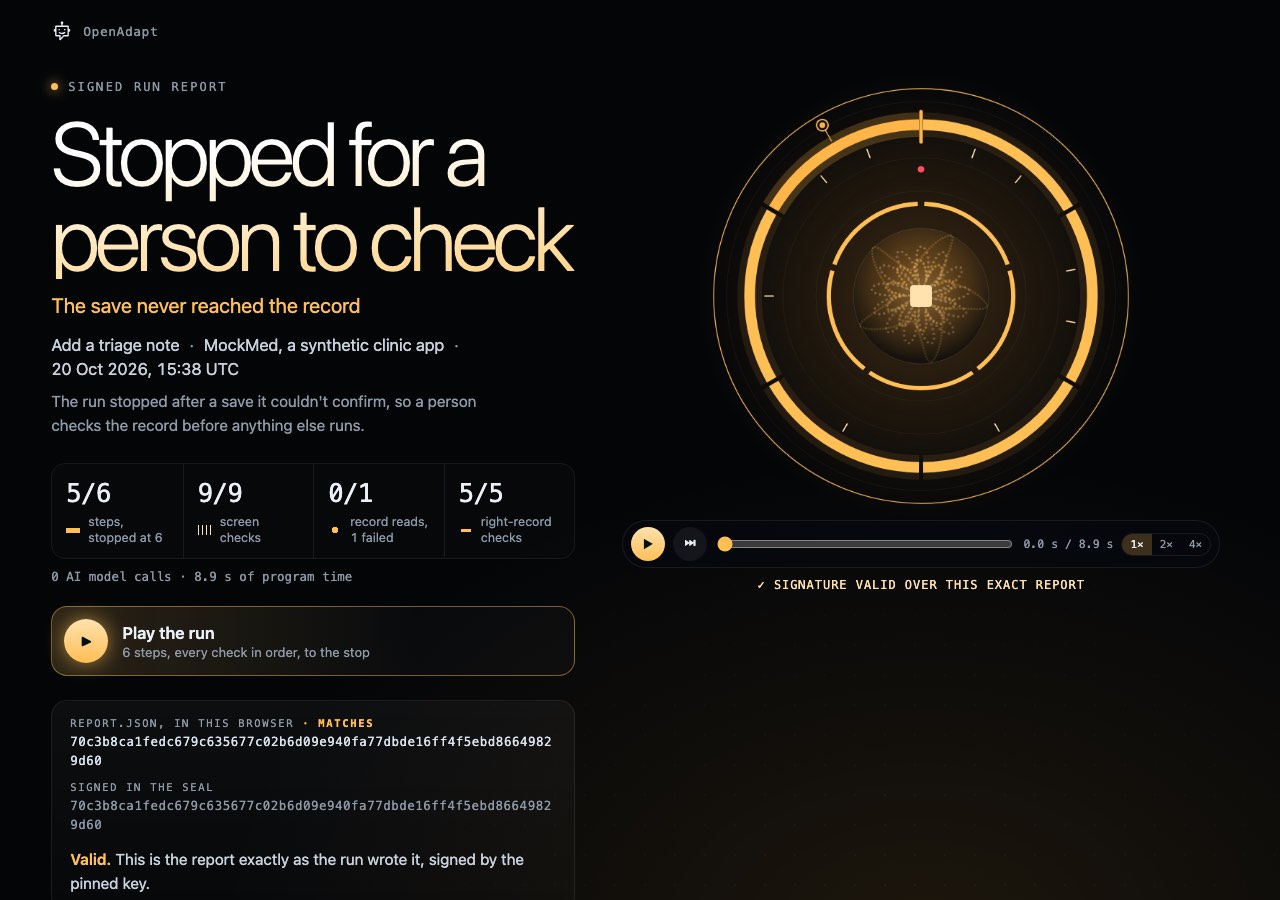 OpenAdapt
SIGNED RUN REPORT
Stopped for a
person to check
The save never reached the record
Add a triage note · MockMed, a synthetic clinic app ·
20 Oct 2026, 15:38 UTC
The run stopped after a save it couldn't confirm, so a person
checks the record before anything else runs.
5/6
steps,
stopped at 6
9/9
screen
checks
0/1
record reads,
1 failed
5/5
right-record
checks
0 AI model calls · 8.9 s of program time
Play the run
6 steps, every check in order, to the stop
REPORT.JSON, IN THIS BROWSER · MATCHES
70c3b8ca1fedc679c635677c02b6d09e940fa77dbde16ff4f5ebd8664982
9d60
SIGNED IN THE SEAL
70c3b8ca1fedc679c635677c02b6d09e940fa77dbde16ff4f5ebd8664982
9d60
Valid. This is the report exactly as the run wrote it, signed by the
pinned key.
0.0 s / 8.9 s 1× 2× 4×
✓ SIGNATURE VALID OVER THIS EXACT REPORT